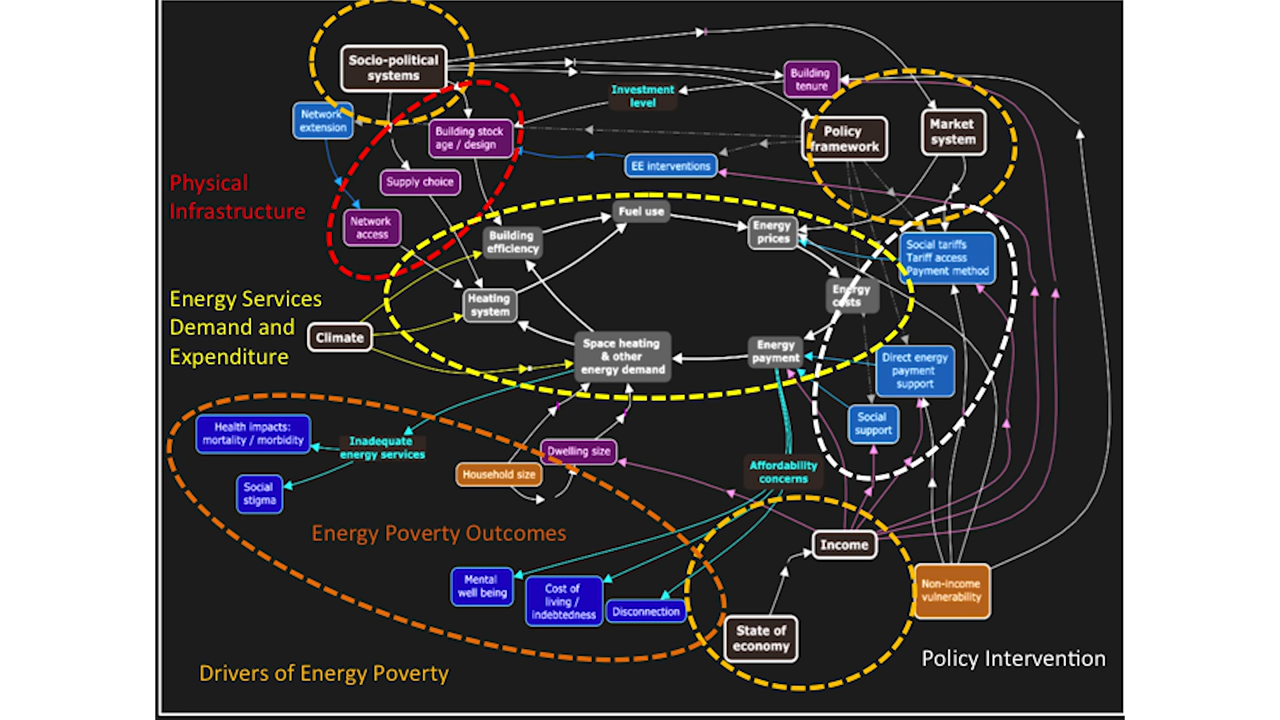 Socio-political
systems
Building
tenure
Investment
level
Network
extension
Building stock
age / design
Policy
framework
Market
system
EE interventions
Physical
Infrastructure
Supply choice
Network
access
Fuel use
Building
efficiency
Energy
prices
Social tariffs
Tariff access
Payment method
Energy Services
Demand and
Expenditure
Heating
system
Energy
costs
Climate
Space heating
& other
energy demand
Energy
payment
Direct energy
payment
support
Social
support
Health impacts:
mortality / morbidity
Inadequate
energy services
Dwelling size
Household size
Affordability
concerns
Social
stigma
Energy Poverty Outcomes
Income
Mental
well being
Cost of
living /
indebtedness
Disconnection
Non-income
vulnerability
State of
economy
Policy Intervention
Drivers of Energy Poverty